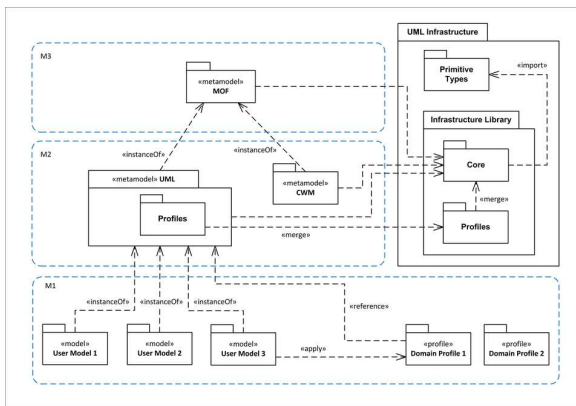 UML Infrastructure
M3
«metamodel»
MOF
Primitive
Types
«import»
Infrastructure Library
«instanceOf»
«instanceOf»
M2
«metamodel» UML
«metamodel»
CWM
Core
Profiles
«merge»
Profiles
«merge»
M1
«instanceOf»
«instanceOf»
«instanceOf»
«reference»
«model»
User Model 1
«model»
User Model 2
«model»
User Model 3
«apply»
«profile»
Domain Profile 1
«profile»
Domain Profile 2